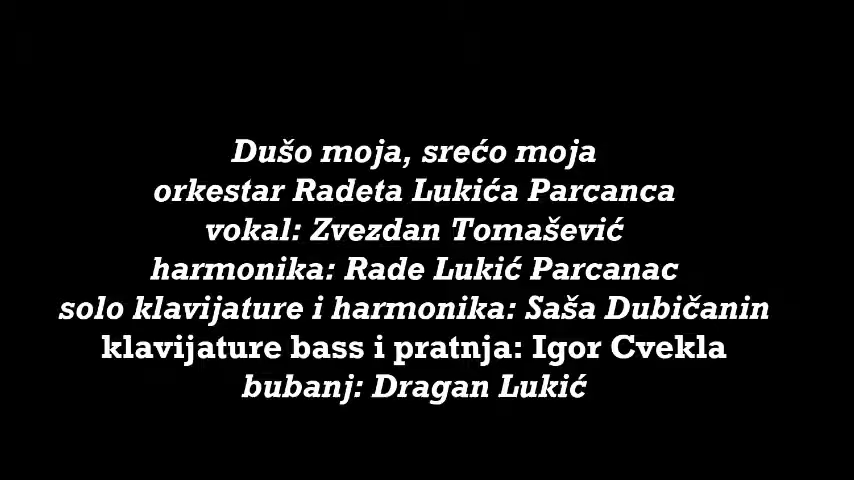 Dušo moja, srećo moja
orkestar Radeta Lukića Parcanca
vokal: Zvezdan Tomašević
harmonika: Rade Lukić Parcanac
solo klavijature i harmonika: Saša Dubičanin
klavijature bass i pratnja: Igor Cvekla
bubanj: Dragan Lukić